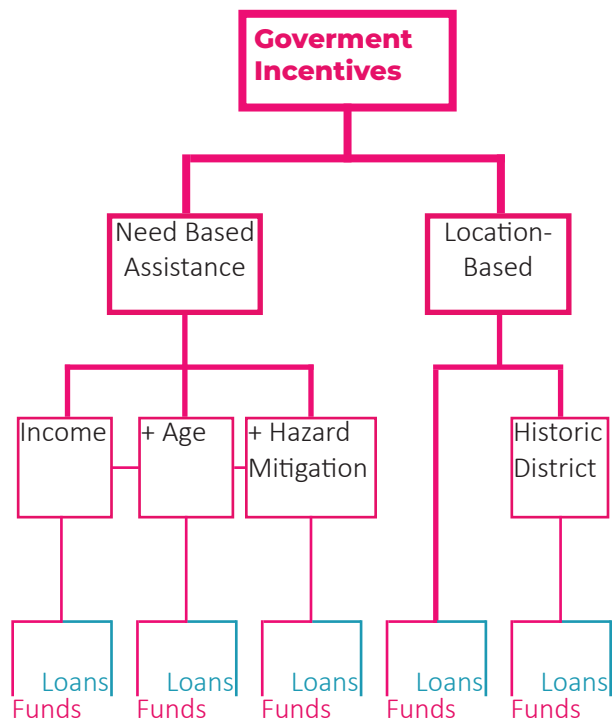 Goverment
Incentives
Need Based
Assistance
Location-
Based
Income
+ Age
+ Hazard
Mitigation
Historic
District
Loans
Funds
Loans
Funds
Loans
Funds
Loans
Funds
Loans
Funds